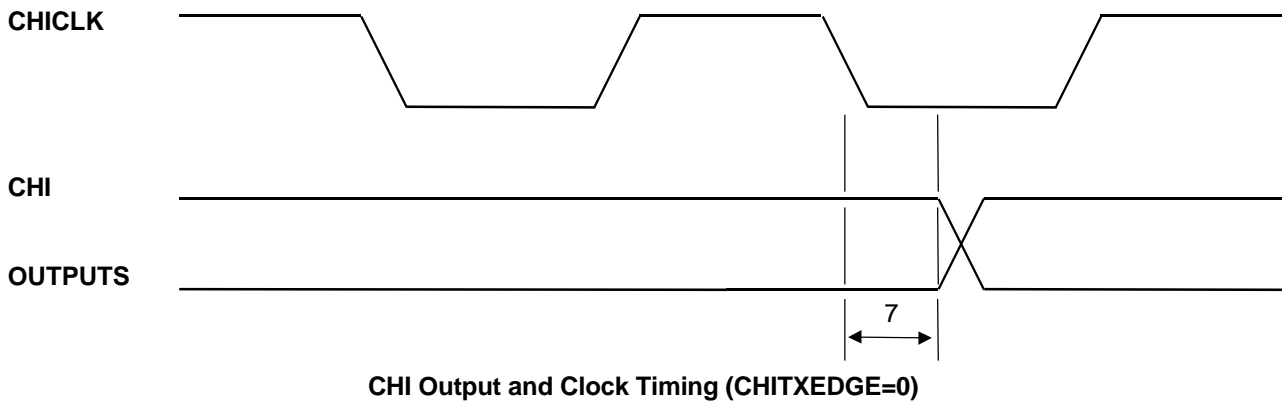 CHICLK
CHI
OUTPUTS
7
CHI Output and Clock Timing (CHITXEDGE=0)